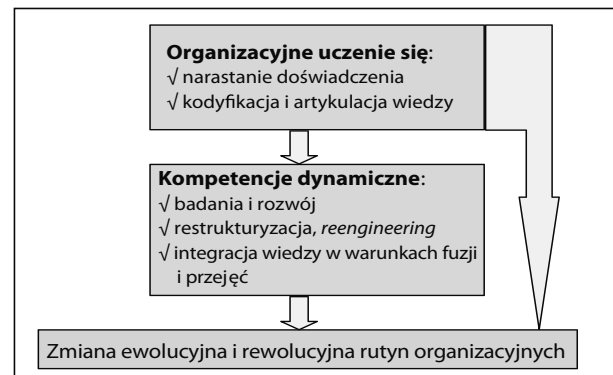 Organizacyjne uczenie się:
√ narastanie doświadczenia
√ kodyfikacja i artykulacja wiedzy
Kompetencje dynamiczne:
√ badania i rozwój
√ restrukturyzacja, reengineering
√ integracja wiedzy w warunkach fuzji
i przejęć
Zmiana ewolucyjna i rewolucyjna rutyn organizacyjnych